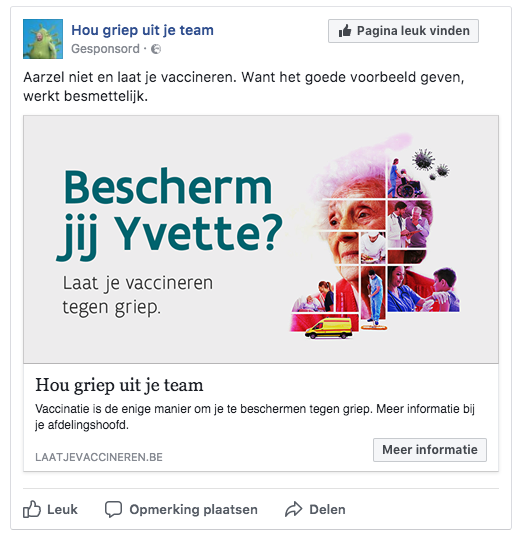 Hou griep uit je team
Pagina leuk vinden
Gesponsord ·
Aarzel niet en laat je vaccineren. Want het goede voorbeeld geven,
werkt besmettelijk.
Bescherm
jij Yvette?
Laat je vaccineren
tegen griep.
Hou griep uit je team
Vaccinatie is de enige manier om je te beschermen tegen griep. Meer informatie bij
je afdelingshoofd.
LAATJEVACCINEREN.BE
Meer informatie
Leuk
Opmerking plaatsen
Delen